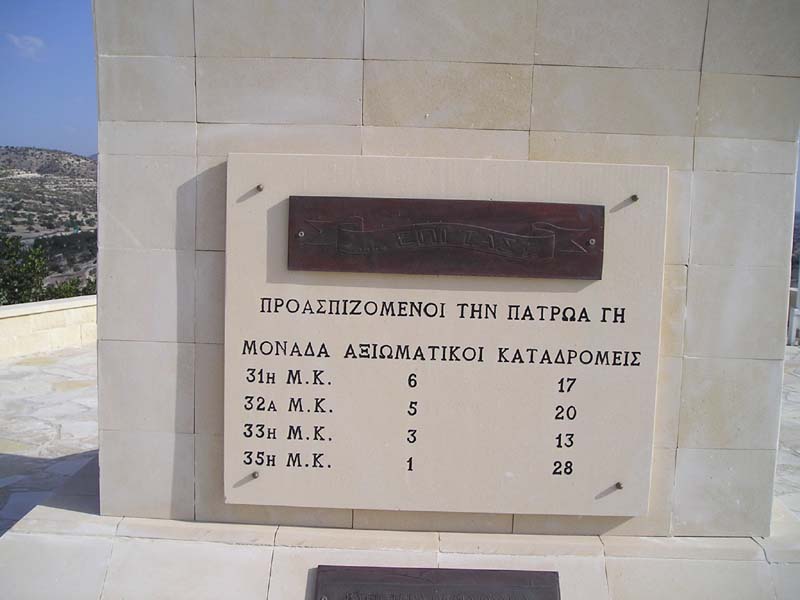 ΠΡΟΑΣΠΙΖΟΜΕΝΟΙ ΤΗΝ ΠΑΤΡΩΑ ΓΗ
ΜΟΝΑΔΑ ΑΞΙΩΜΑΤΙΚΟΙ ΚΑΤΑΔΡΟΜΕΙΣ
31Η Μ.Κ. 6 17
32Α Μ.Κ. 5 20
33Η Μ.Κ. 3 13
35Η Μ.Κ. 1 28